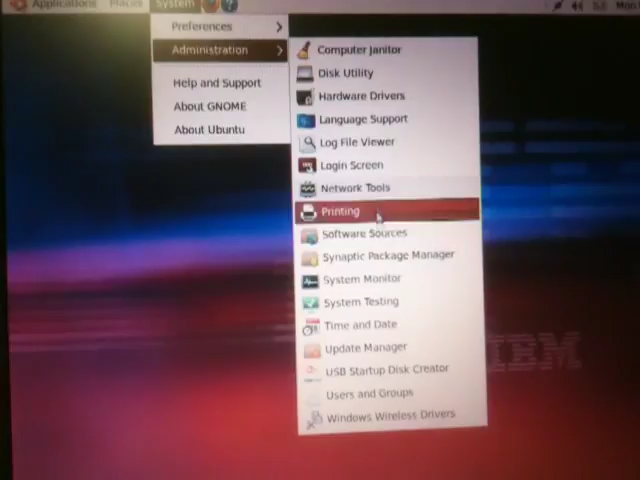 Applications Places System
Preferences
Administration
Help and Support
About GNOME
About Ubuntu
Computer Janitor
Disk Utility
Hardware Drivers
Language Support
Log File Viewer
Login Screen
Network Tools
Printing
Software Sources
Synaptic Package Manager
System Monitor
System Testing
Time and Date
Update Manager
USB Startup Disk Creator
Users and Groups
Windows Wireless Drivers
IBM